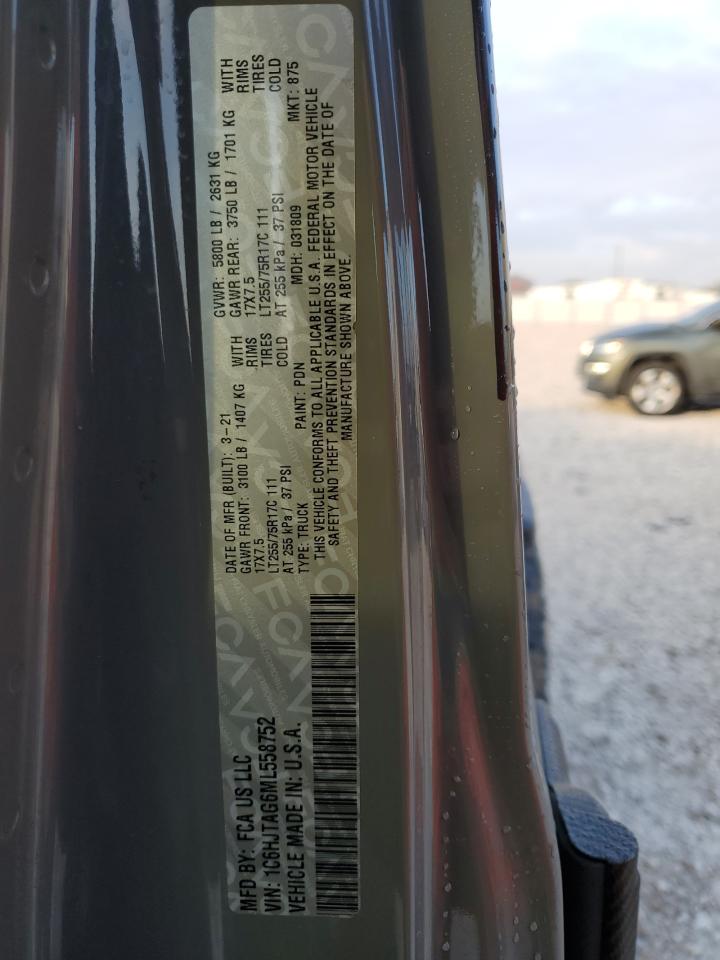 MFD BY: FCA US LLC
DATE OF MFR (BUILT): 3-21
GVWR: 5800 LB / 2631 KG
GAWR FRONT: 3100 LB / 1407 KG WITH
GAWR REAR: 3750 LB / 1701 KG WITH
17X7.5 RIMS
17X7.5 RIMS
LT255/75R17C 111 TIRES
LT255/75R17C 111 TIRES
AT 255 kPa / 37 PSI COLD
AT 255 kPa / 37 PSI COLD
VIN: 1C6HJTAG6ML558752
TYPE: TRUCK PAINT: PDN MDH: 031809 MKT: 875
VEHICLE MADE IN: U.S.A.
THIS VEHICLE CONFORMS TO ALL APPLICABLE U.S.A. FEDERAL MOTOR VEHICLE
SAFETY AND THEFT PREVENTION STANDARDS IN EFFECT ON THE DATE OF
MANUFACTURE SHOWN ABOVE.